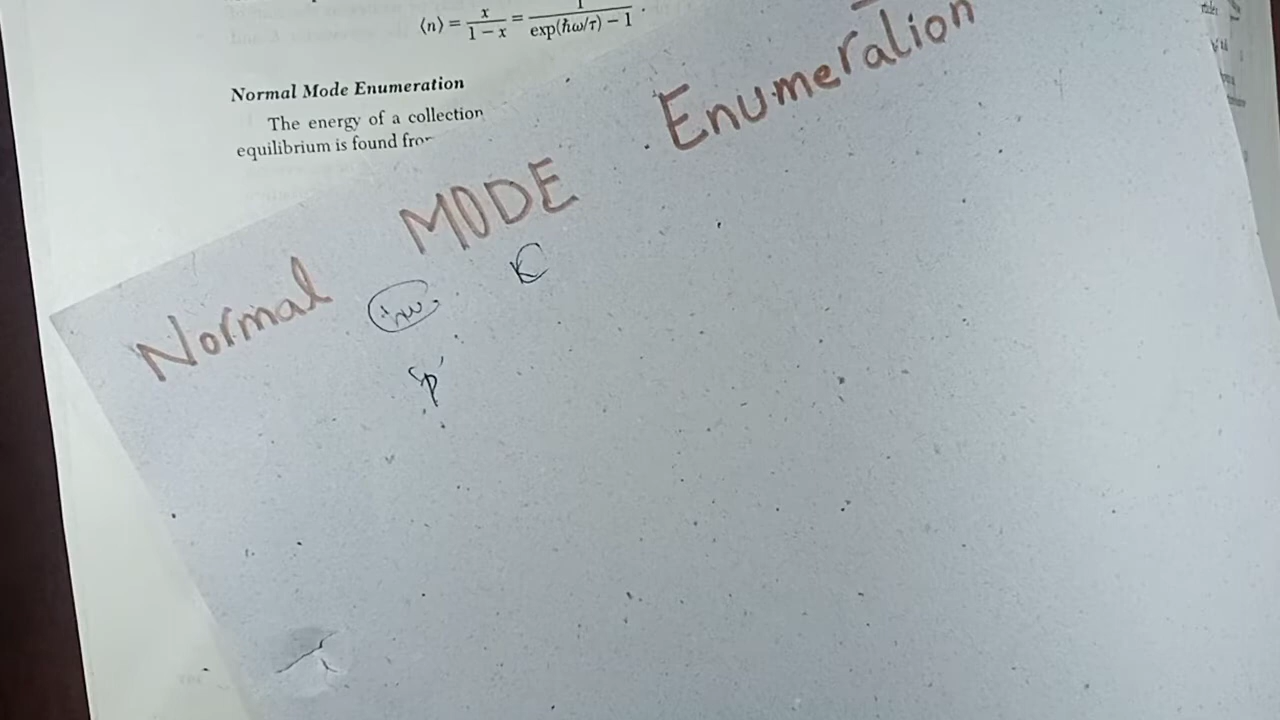 ⟨n⟩ = x/(1 − x) = 1/(exp(ℏω/τ) − 1) .
Normal Mode Enumeration
The energy of a collection
equilibrium is found
Normal MODE Enumeration
ℏω
K
p